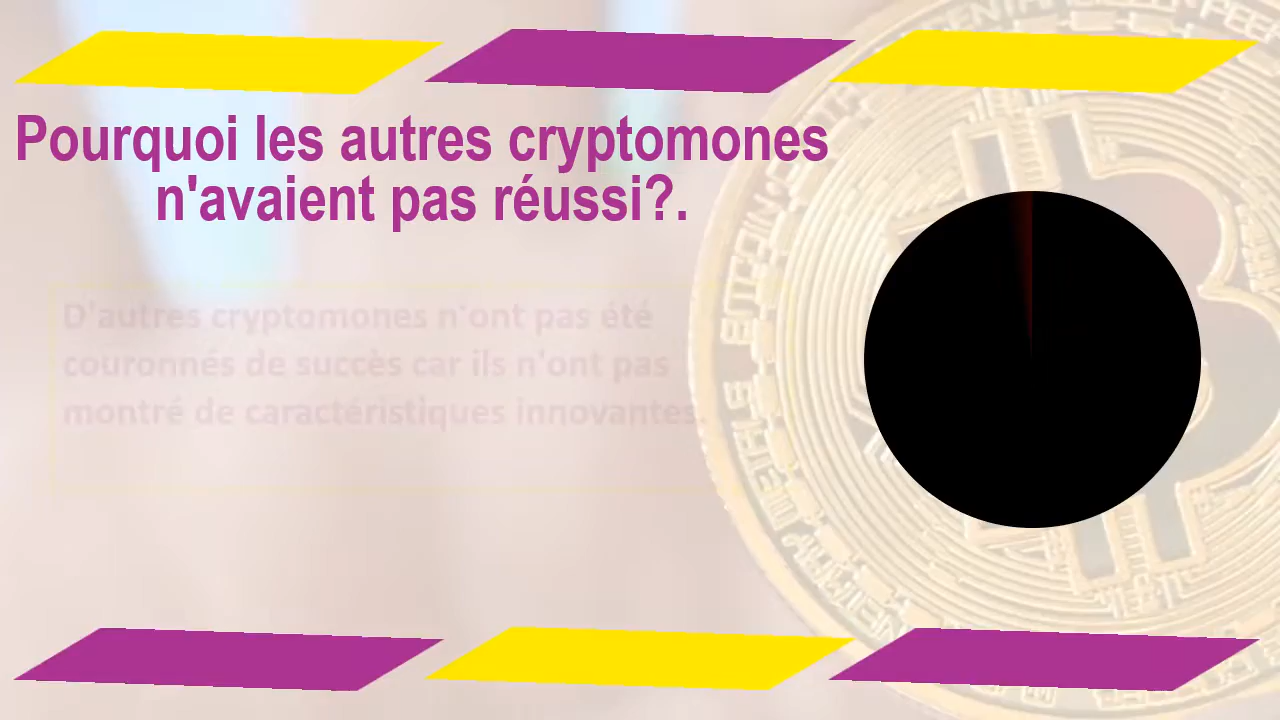 Pourquoi les autres cryptomones
n'avaient pas réussi?.
D'autres cryptomones n'ont pas été
couronnés de succès car ils n'ont pas
montré de caractéristiques innovantes.